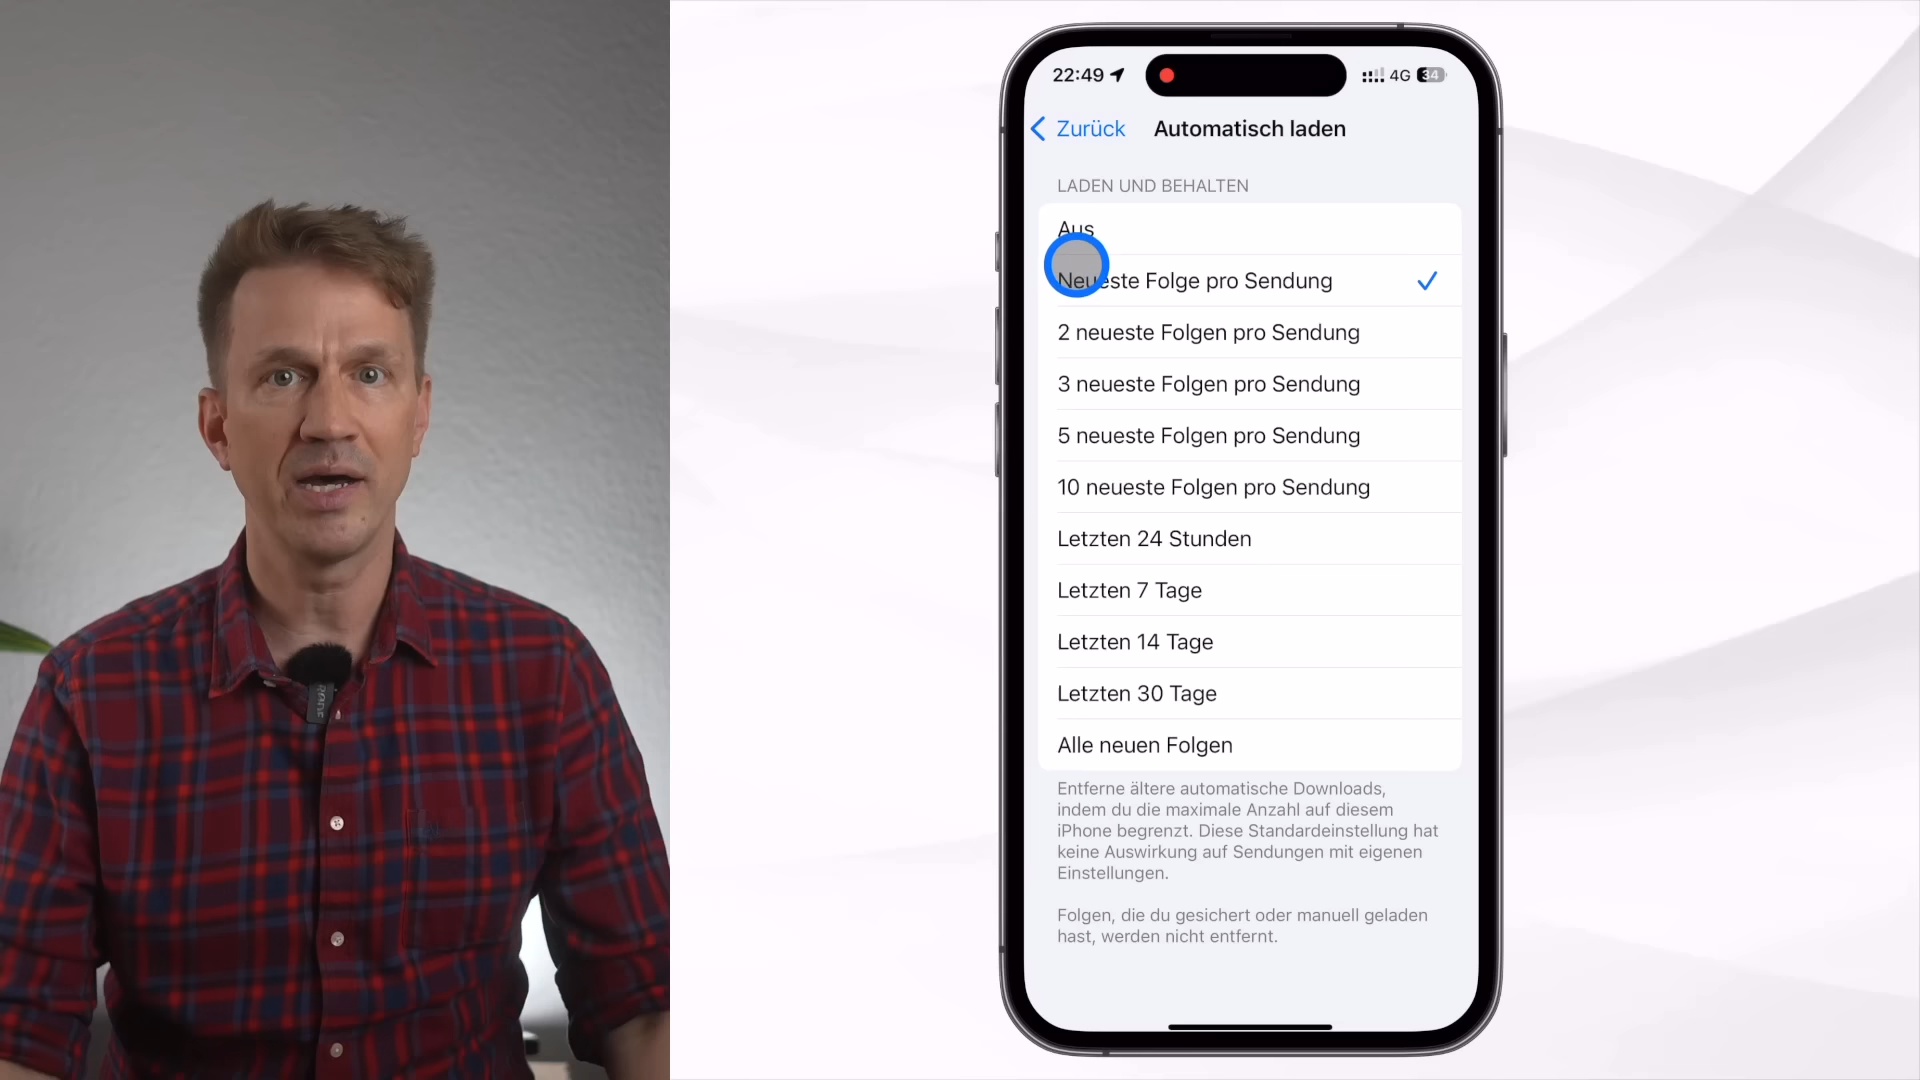 22:49 4G 34
Zurück Automatisch laden
LADEN UND BEHALTEN
Aus
Neueste Folge pro Sendung
2 neueste Folgen pro Sendung
3 neueste Folgen pro Sendung
5 neueste Folgen pro Sendung
10 neueste Folgen pro Sendung
Letzten 24 Stunden
Letzten 7 Tage
Letzten 14 Tage
Letzten 30 Tage
Alle neuen Folgen
Entferne ältere automatische Downloads,
indem du die maximale Anzahl auf diesem
iPhone begrenzt. Diese Standardeinstellung hat
keine Auswirkung auf Sendungen mit eigenen
Einstellungen.
Folgen, die du gesichert oder manuell geladen
hast, werden nicht entfernt.
RODE